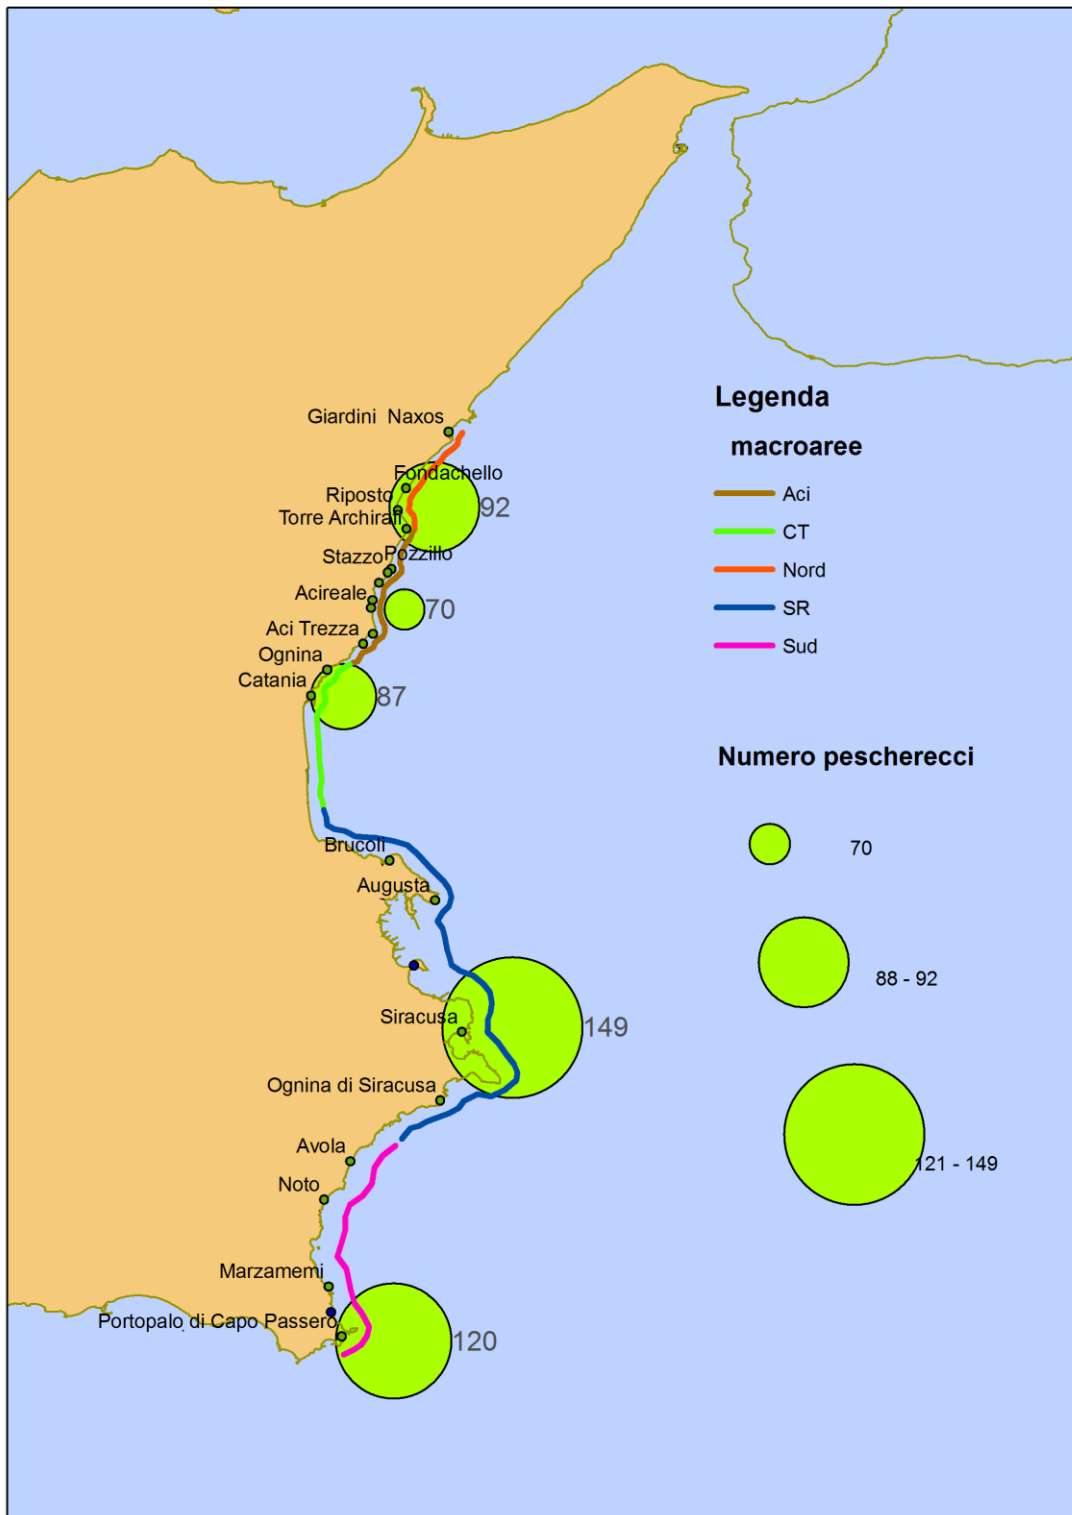 Giardini  Naxos
Fondachello
Riposto
92
Torre Archirafi
Pozzillo
Stazzo
Acireale
70
Aci Trezza
Ognina
Catania
87
Brucoli
Augusta
Siracusa
149
Ognina di Siracusa
Avola
Noto
Marzamemi
Portopalo di Capo Passero
120
Legenda
macroaree
Aci
CT
Nord
SR
Sud
Numero pescherecci
70
88 - 92
121 - 149